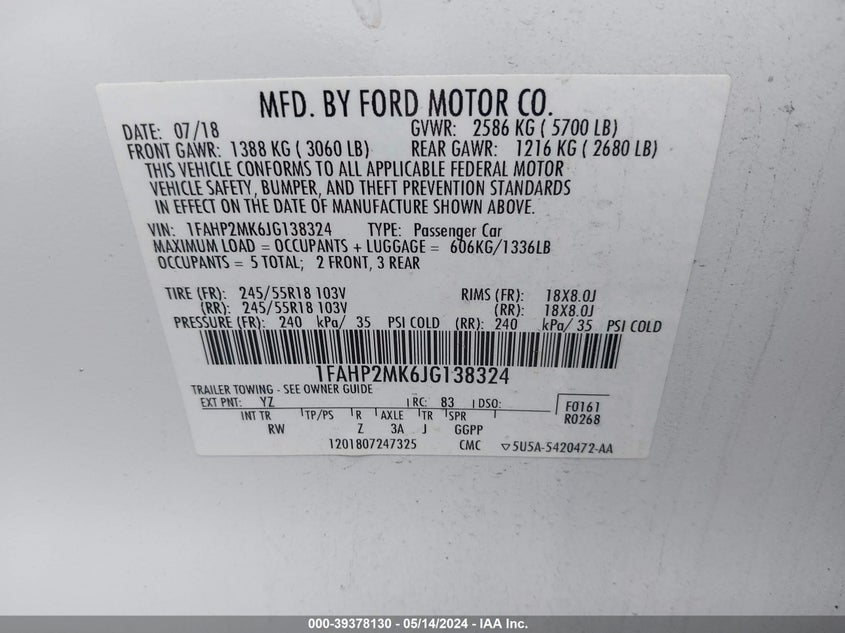 MFD. BY FORD MOTOR CO.
DATE: 07/18 GVWR: 2586 KG ( 5700 LB)
FRONT GAWR: 1388 KG ( 3060 LB) REAR GAWR: 1216 KG ( 2680 LB)
THIS VEHICLE CONFORMS TO ALL APPLICABLE FEDERAL MOTOR
VEHICLE SAFETY, BUMPER, AND THEFT PREVENTION STANDARDS
IN EFFECT ON THE DATE OF MANUFACTURE SHOWN ABOVE.
VIN: 1FAHP2MK6JG138324 TYPE: Passenger Car
MAXIMUM LOAD = OCCUPANTS + LUGGAGE = 606KG/1336LB
OCCUPANTS = 5 TOTAL; 2 FRONT, 3 REAR
TIRE (FR): 245/55R18 103V RIMS (FR): 18X8.0J
(RR): 245/55R18 103V (RR): 18X8.0J
PRESSURE (FR): 240 kPa/ 35 PSI COLD (RR): 240 kPa/ 35 PSI COLD
1FAHP2MK6JG138324
TRAILER TOWING - SEE OWNER GUIDE
EXT PNT: YZ RC: 83 DSO: F0161
INT TR TP/PS R AXLE TR SPR R0268
RW Z 3A J GGPP
1201807247325 CMC ▽5U5A-5420472-AA
000-39378130 - 05/14/2024 - IAA Inc.